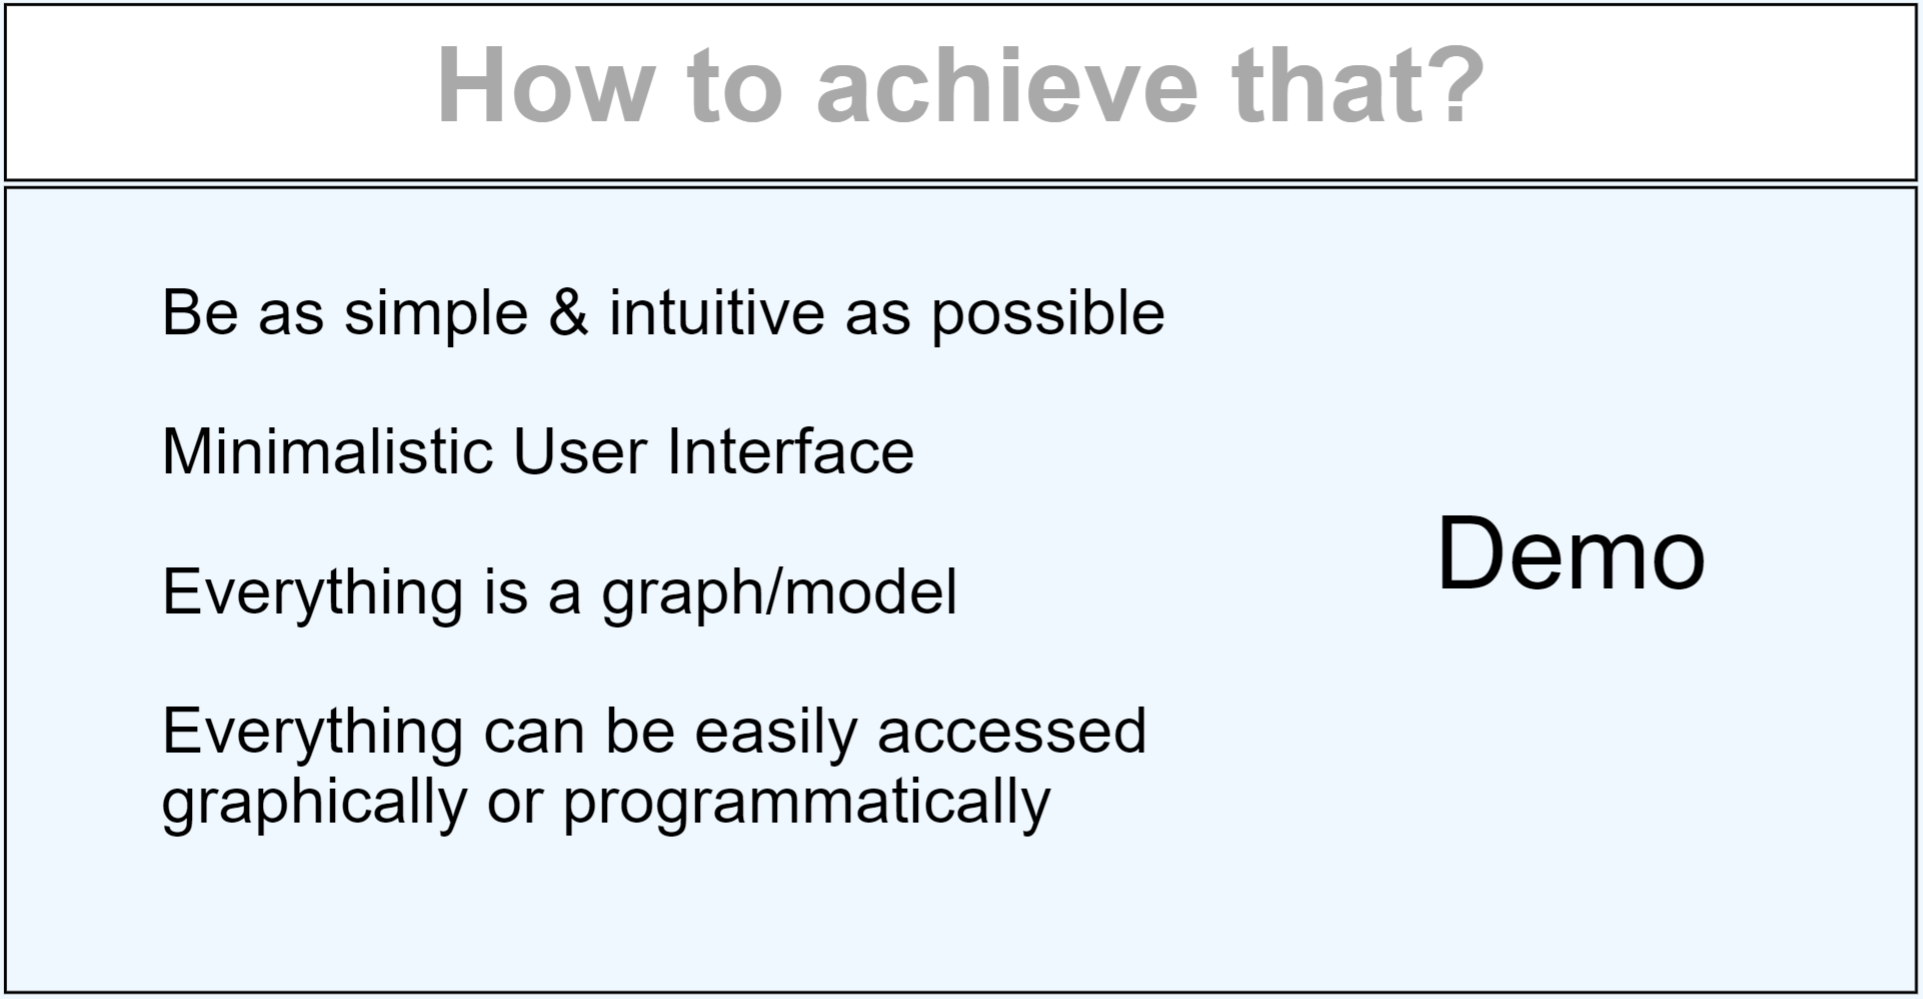 How to achieve that?
Be as simple & intuitive as possible
Minimalistic User Interface
Everything is a graph/model
Everything can be easily accessed
graphically or programmatically
Demo